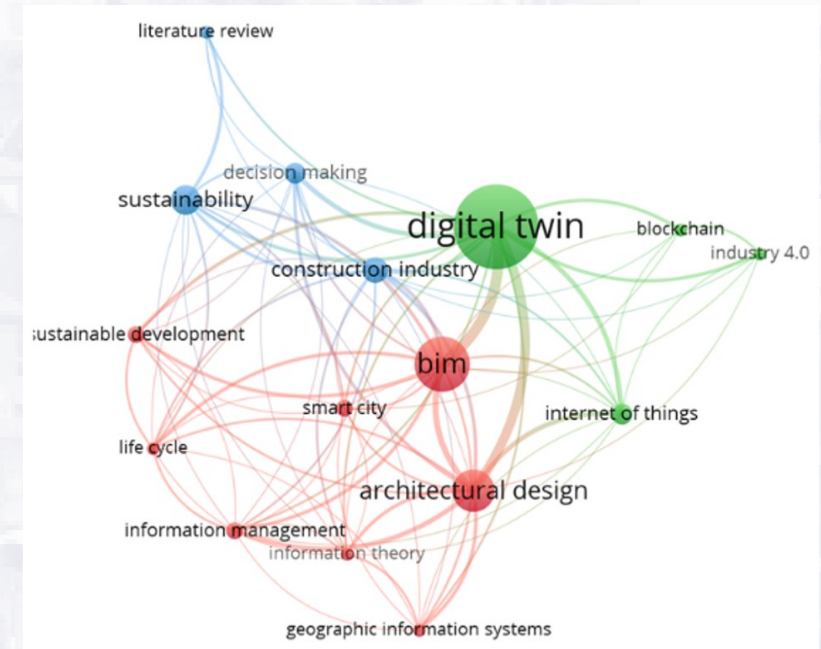 literature review
decision making
sustainability
digital twin
blockchain
industry 4.0
construction industry
sustainable development
bim
smart city
internet of things
life cycle
architectural design
information management
information theory
geographic information systems